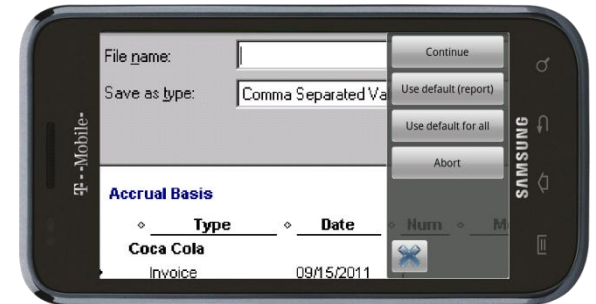 T··Mobile·
File name:
Save as type: Comma Separated Va
Continue
Use default (report)
Use default for all
Abort
Accrual Basis
Type Date Num M
Coca Cola
Invoice 09/15/2011
SAMSUNG